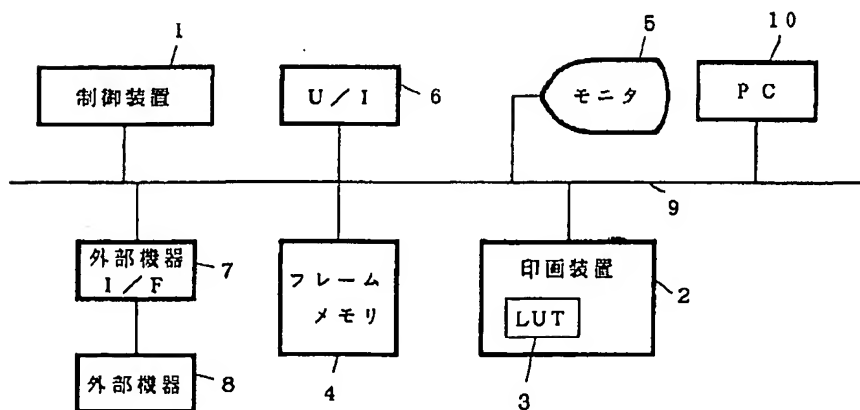 1
5
10
制御装置
U/I
6
モニタ
PC
9
外部機器
I/F
7
フレーム
メモリ
印画装置
2
LUT
外部機器
8
4
3